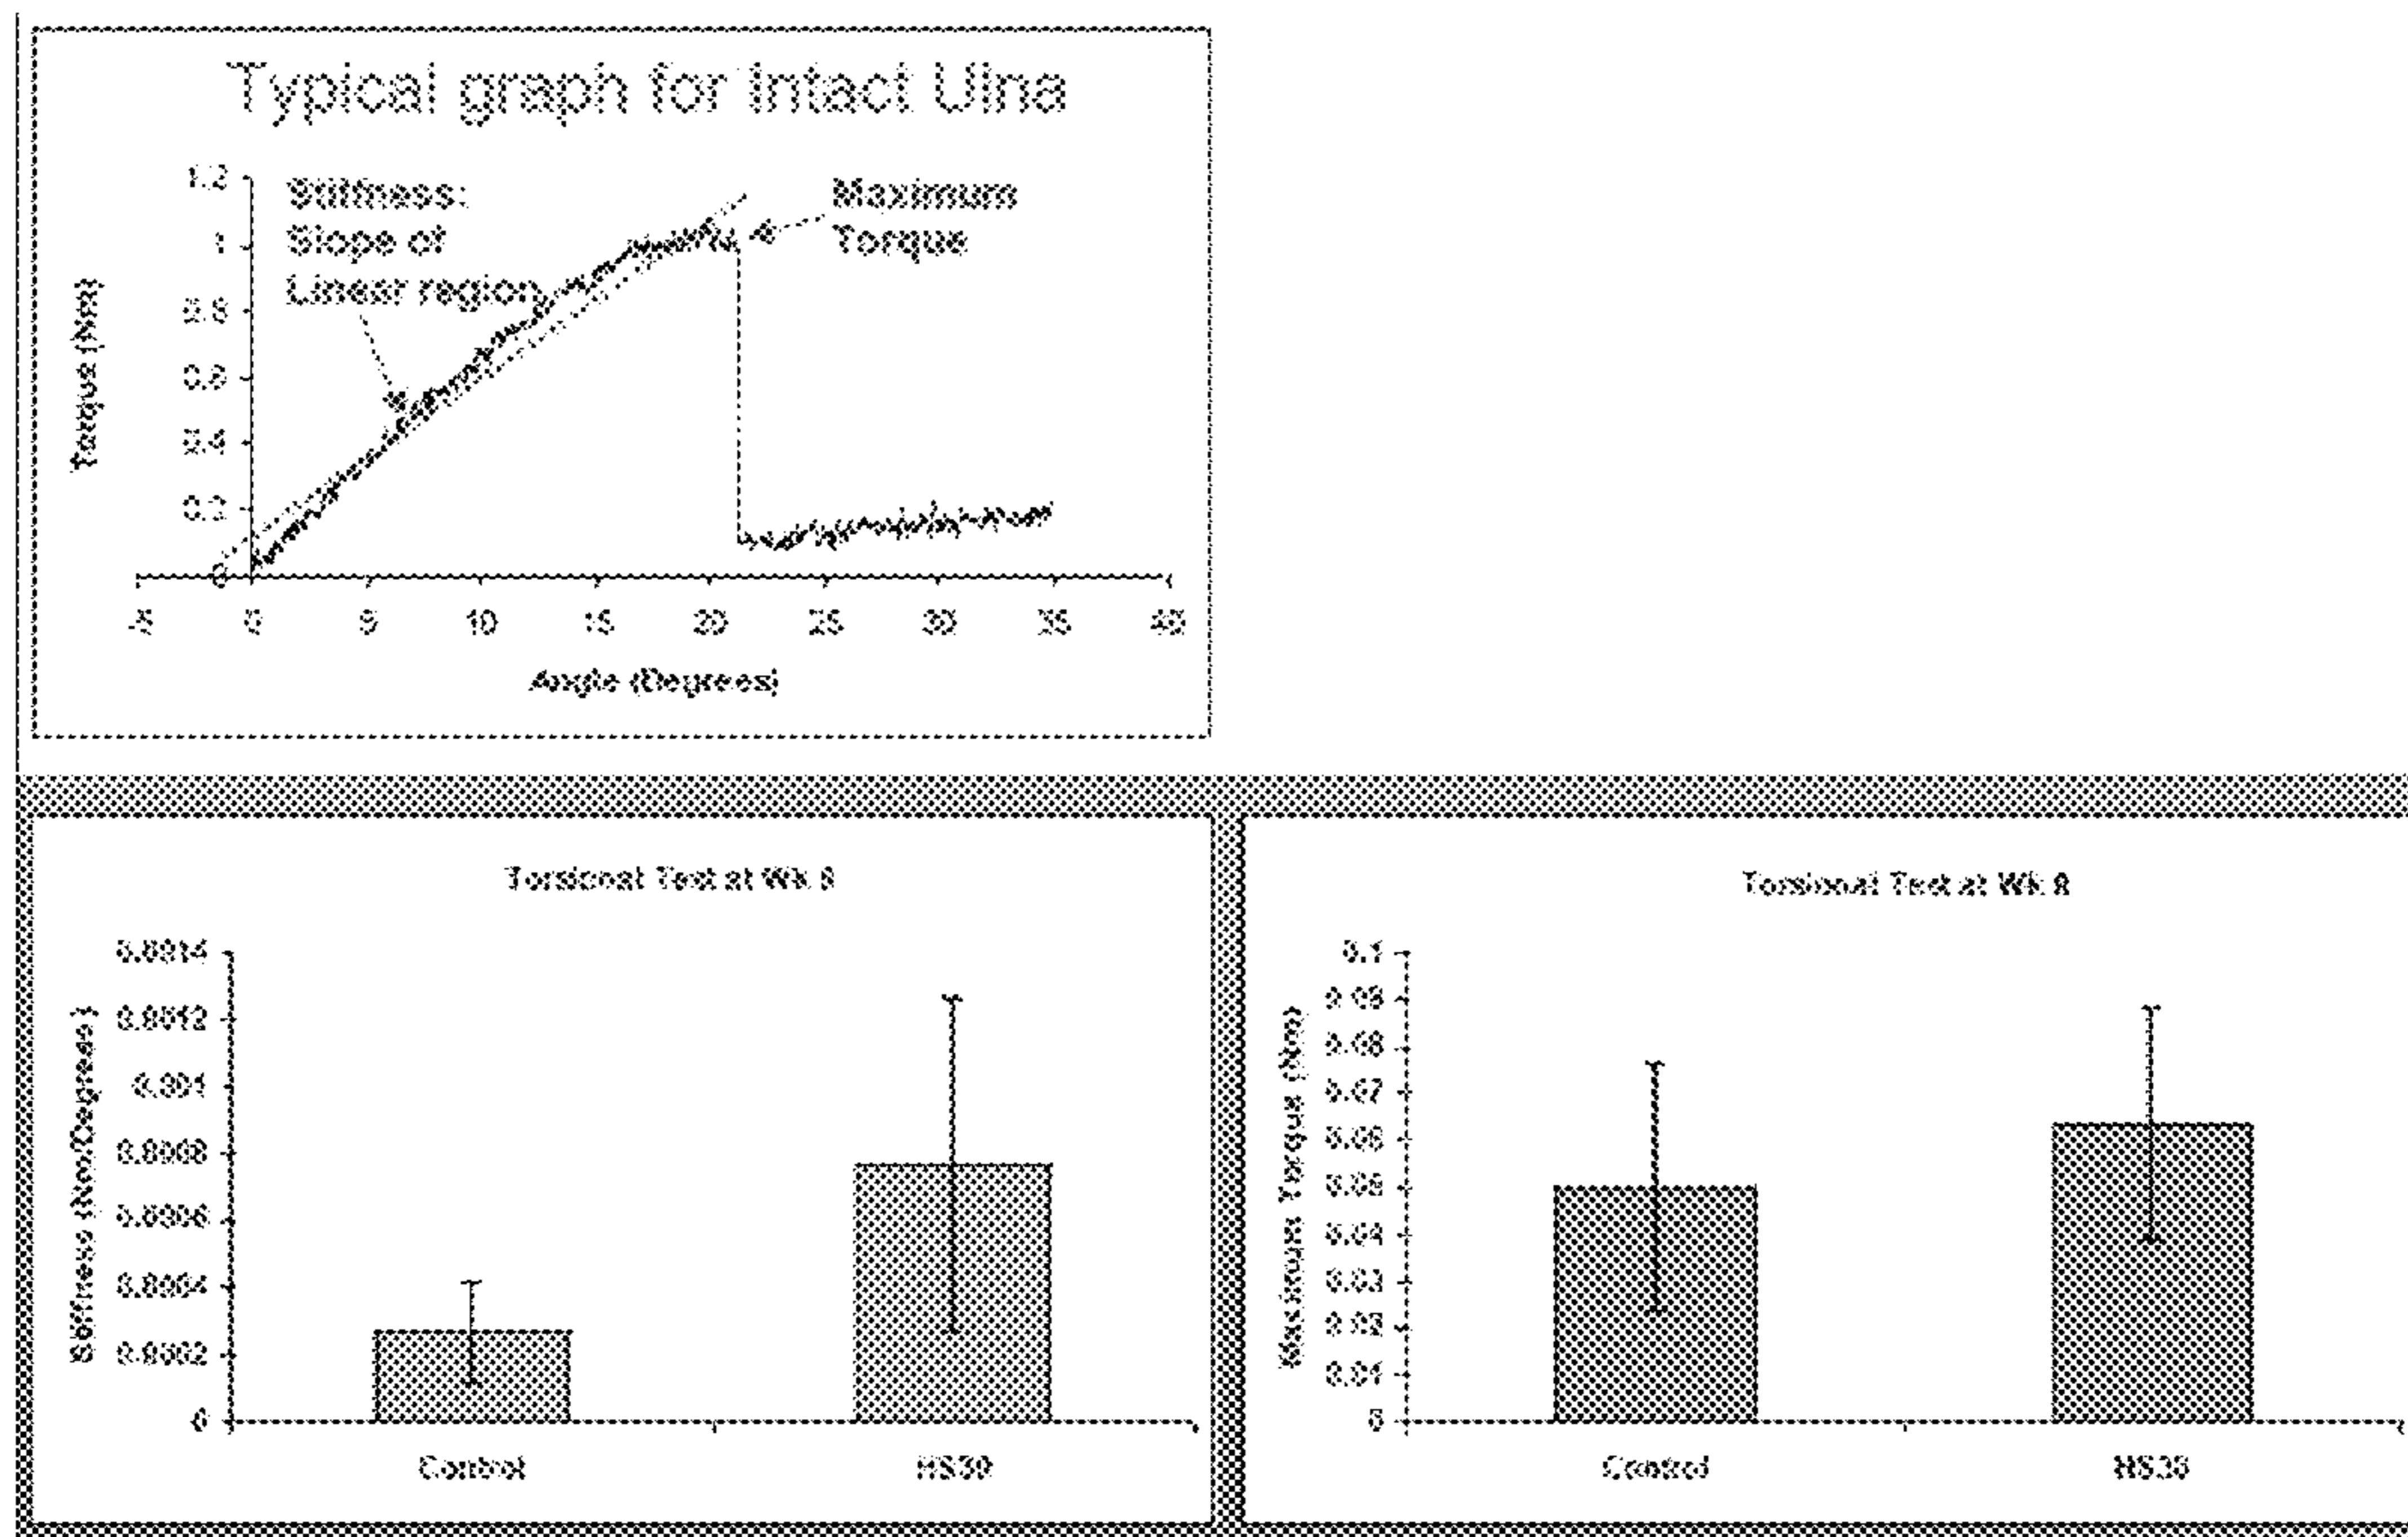 Typical graph for Intact Ulna
Stiffness:
Slope of
Linear region
Maximum
Torque
Torque (Nm)
1.2
1
0.8
0.6
0.4
0.2
0
-5 0 5 10 15 20 25 30 35 40
Angle (Degrees)
Torsional Test at Wk 8
Stiffness (Nm/Degrees)
0.0014
0.0012
0.001
0.0008
0.0006
0.0004
0.0002
0
Control
Torsional Test at Wk 8
Maximum Torque (Nm)
0.1
0.09
0.08
0.07
0.06
0.05
0.04
0.03
0.02
0.01
0
Control